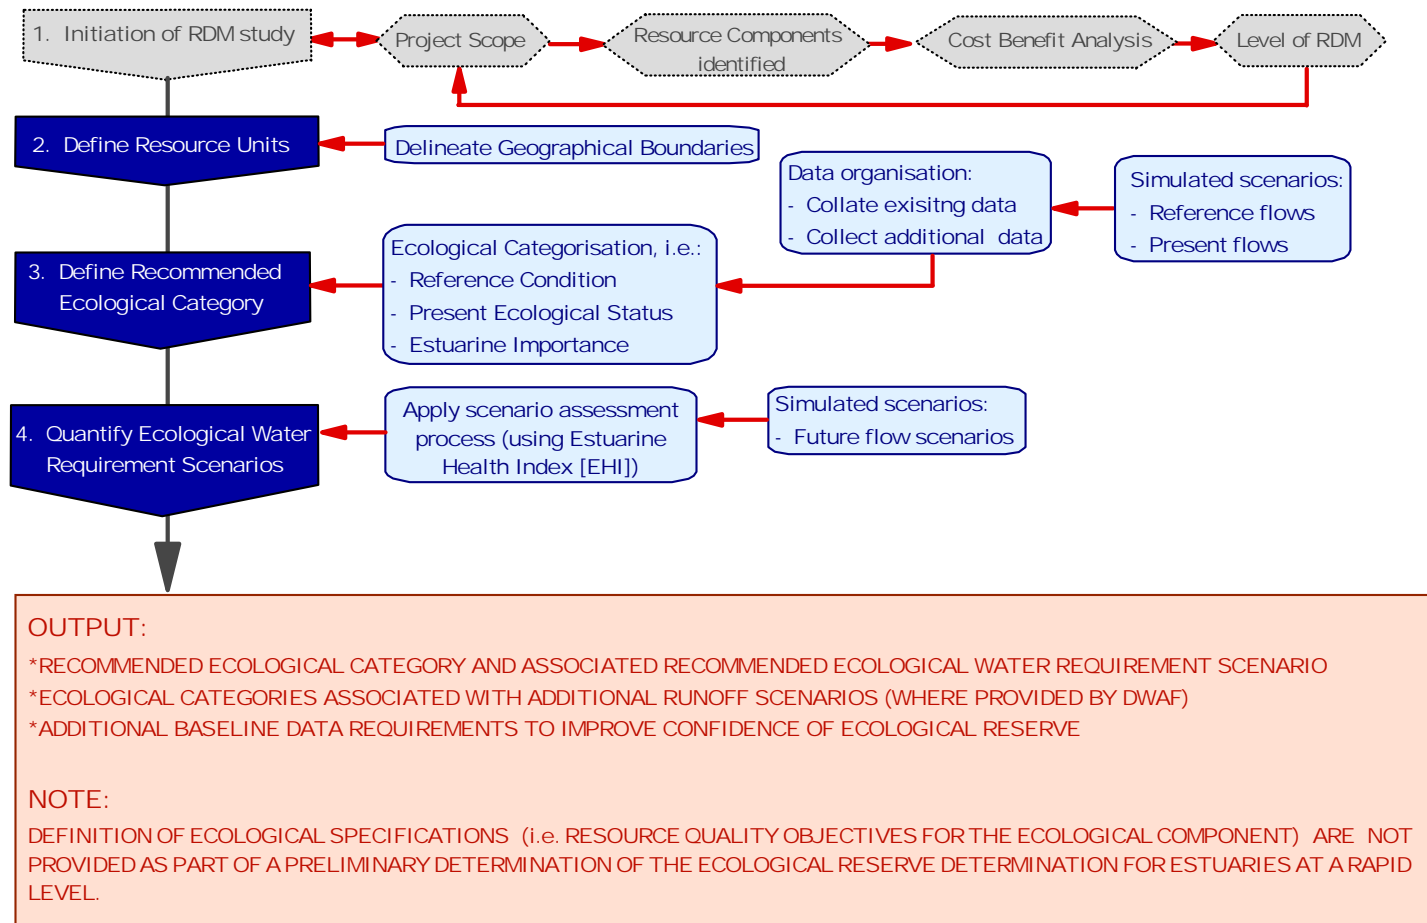 1. Initiation of RDM study
Project Scope
Resource Components
identified
Cost Benefit Analysis
Level of RDM
2. Define Resource Units
Delineate Geographical Boundaries
Data organisation:
- Collate exisitng data
- Collect additional data
Simulated scenarios:
- Reference flows
- Present flows
3. Define Recommended
Ecological Category
Ecological Categorisation, i.e.:
- Reference Condition
- Present Ecological Status
- Estuarine Importance
4. Quantify Ecological Water
Requirement Scenarios
Apply scenario assessment
process (using Estuarine
Health Index [EHI])
Simulated scenarios:
- Future flow scenarios
OUTPUT:
*RECOMMENDED ECOLOGICAL CATEGORY AND ASSOCIATED RECOMMENDED ECOLOGICAL WATER REQUIREMENT SCENARIO
*ECOLOGICAL CATEGORIES ASSOCIATED WITH ADDITIONAL RUNOFF SCENARIOS (WHERE PROVIDED BY DWAF)
*ADDITIONAL BASELINE DATA REQUIREMENTS TO IMPROVE CONFIDENCE OF ECOLOGICAL RESERVE
NOTE:
DEFINITION OF ECOLOGICAL SPECIFICATIONS (i.e. RESOURCE QUALITY OBJECTIVES FOR THE ECOLOGICAL COMPONENT) ARE NOT
PROVIDED AS PART OF A PRELIMINARY DETERMINATION OF THE ECOLOGICAL RESERVE DETERMINATION FOR ESTUARIES AT A RAPID
LEVEL.